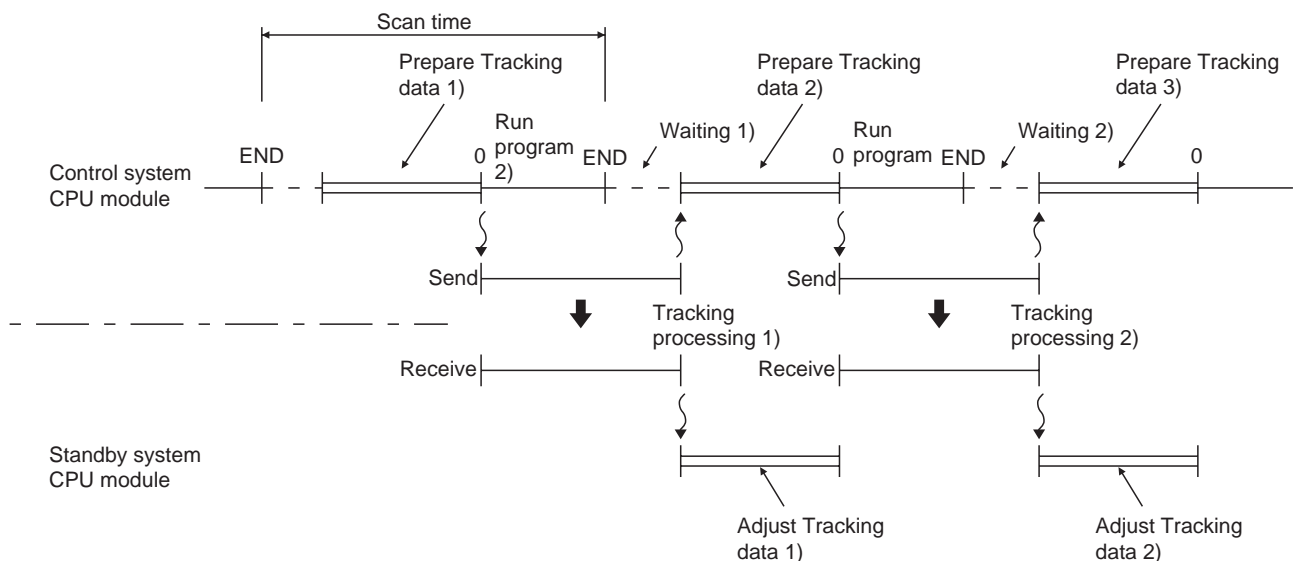 Scan time
Prepare Tracking
data 1)
Prepare Tracking
data 2)
Prepare Tracking
data 3)
Run
program
2)
Waiting 1)
Run
program
Waiting 2)
END
0
END
0
END
0
Control system
CPU module
Send
Send
Tracking
processing 1)
Tracking
processing 2)
Receive
Receive
Standby system
CPU module
Adjust Tracking
data 1)
Adjust Tracking
data 2)